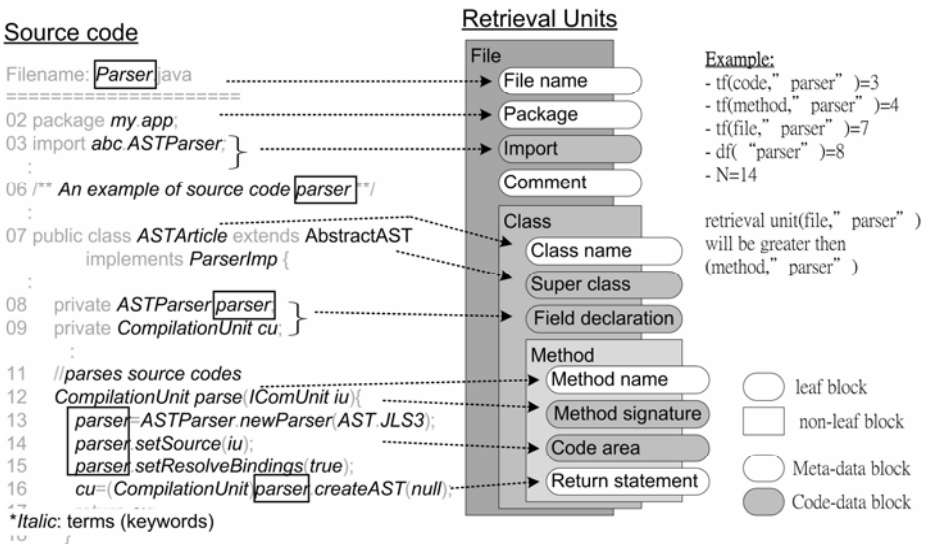 Source code
Filename: Parser.java
=====================
02 package my.app;
03 import abc.ASTParser;
:
06 /** An example of source code parser **/
:
07 public class ASTArticle extends AbstractAST
implements ParserImp {
:
08 private ASTParser parser;
09 private CompilationUnit cu;
:
11 //parses source codes
12 CompilationUnit parse(IComUnit iu){
13 parser=ASTParser.newParser(AST.JLS3);
14 parser.setSource(iu);
15 parser.setResolveBindings(true);
16 cu=(CompilationUnit)parser.createAST(null);
*Italic: terms (keywords)
Retrieval Units
File
File name
Package
Import
Comment
Class
Class name
Super class
Field declaration
Method
Method name
Method signature
Code area
Return statement
Example:
- tf(code,” parser” )=3
- tf(method,” parser” )=4
- tf(file,” parser” )=7
- df( “parser” )=8
- N=14
retrieval unit(file,” parser” )
will be greater then
(method,” parser” )
leaf block
non-leaf block
Meta-data block
Code-data block